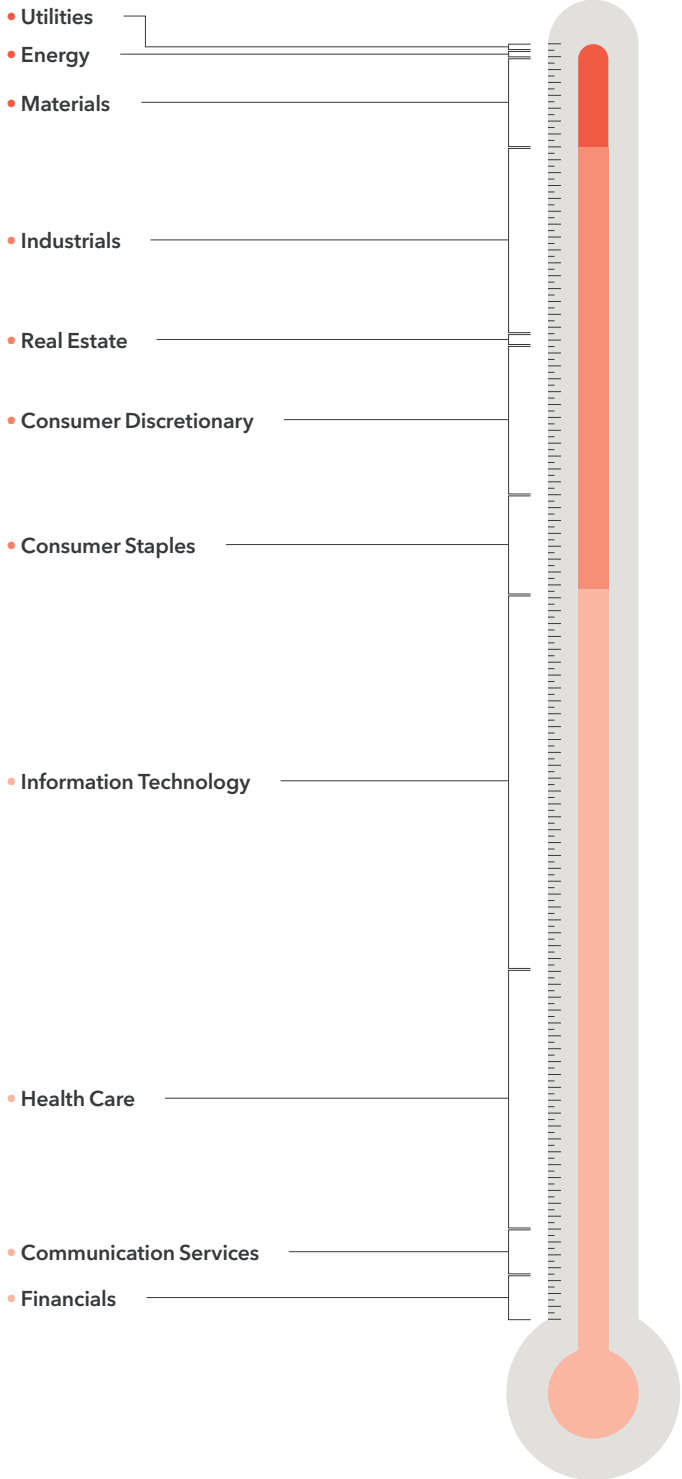 • Utilities
• Energy
• Materials
• Industrials
• Real Estate
• Consumer Discretionary
• Consumer Staples
• Information Technology
• Health Care
• Communication Services
• Financials